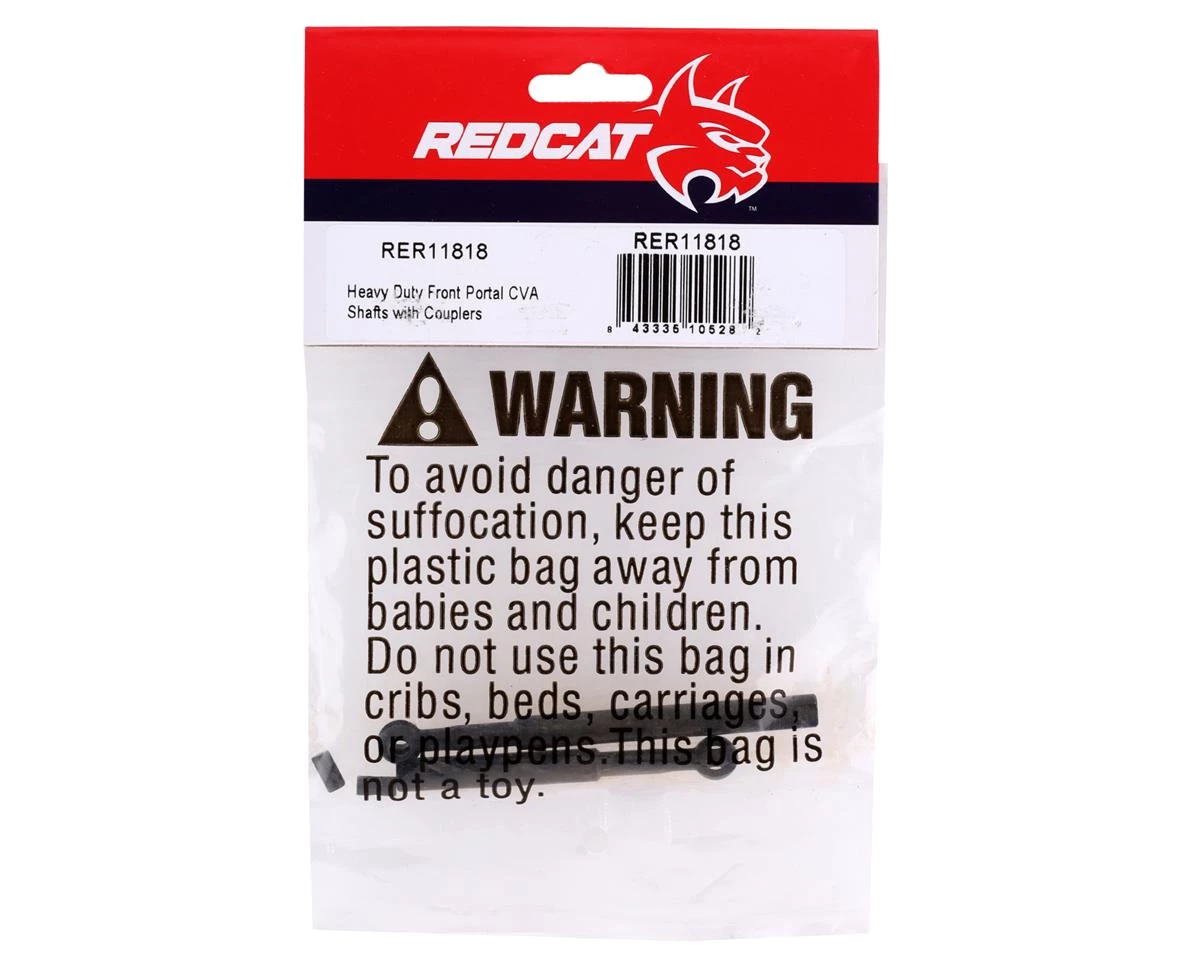 REDCAT
TM
RER11818
RER11818
Heavy Duty Front Portal CVA
Shafts with Couplers
8 43335 10528 2
WARNING
To avoid danger of
suffocation, keep this
plastic bag away from
babies and children.
Do not use this bag in
cribs, beds, carriages,
or playpens.This bag is
not a toy.